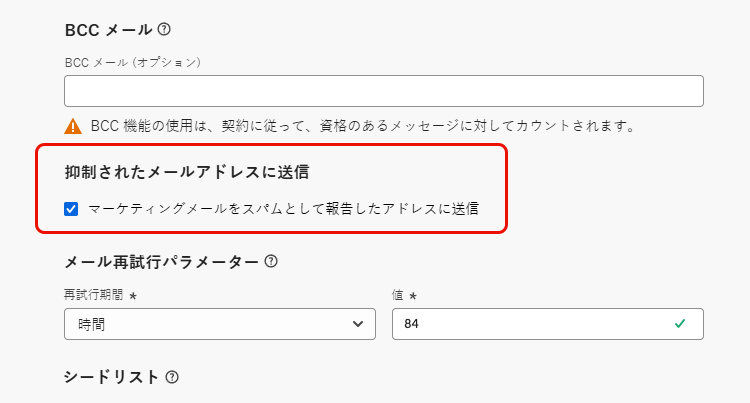 BCC メール
BCC メール (オプション)
BCC 機能の使用は、契約に従って、資格のあるメッセージに対してカウントされます。
抑制されたメールアドレスに送信
マーケティングメールをスパムとして報告したアドレスに送信
メール再試行パラメーター
再試行期間 *
値 *
時間
84
シードリスト